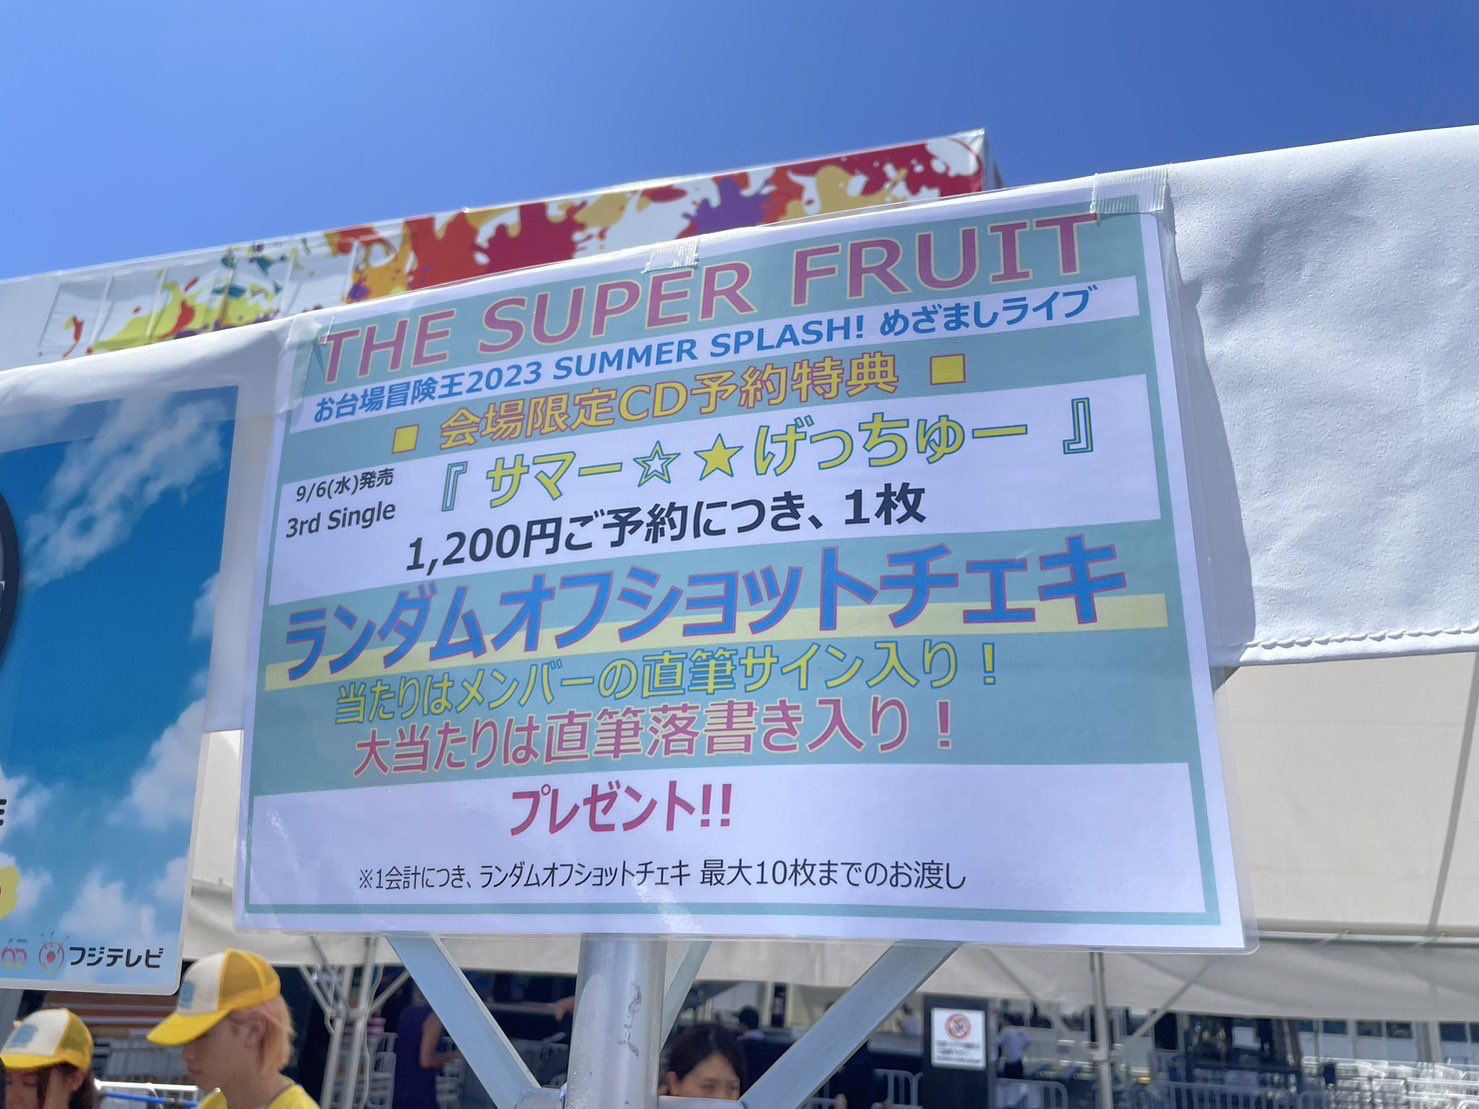 THE SUPER FRUIT
お台場冒険王2023 SUMMER SPLASH! めざましライブ
■ 会場限定CD予約特典 ■
9/6(水)発売
3rd Single
『 サマー☆★げっちゅー 』
1,200円ご予約につき、1枚
ランダムオフショットチェキ
当たりはメンバーの直筆サイン入り！
大当たりは直筆落書き入り！
プレゼント!!
※1会計につき、ランダムオフショットチェキ 最大10枚までのお渡し
フジテレビ